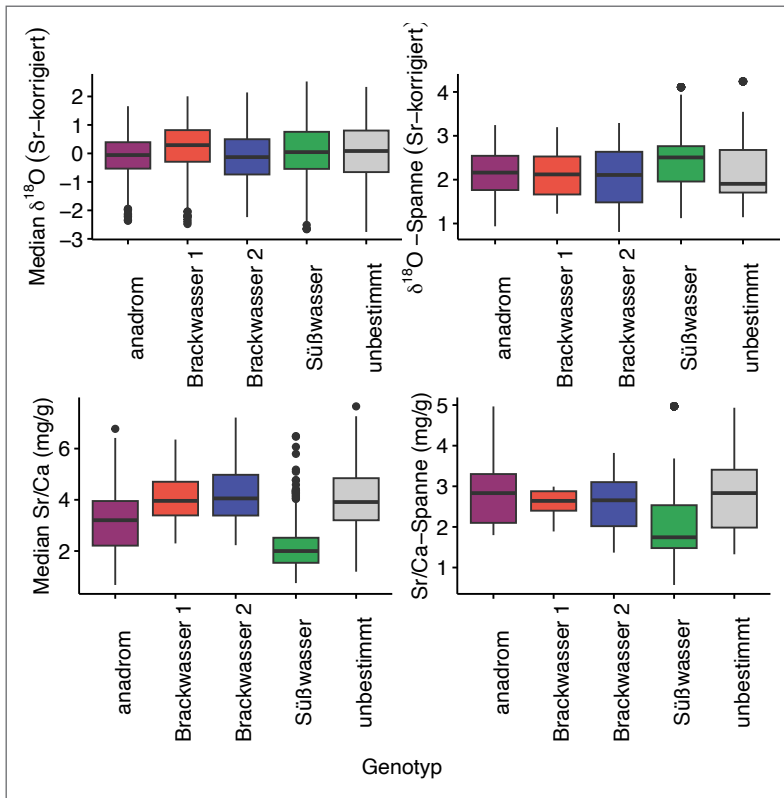 Median δ¹⁸O (Sr−korrigiert)
2
1
0
−1
−2
−3
anadrom
Brackwasser 1
Brackwasser 2
Süßwasser
unbestimmt
δ¹⁸O −Spanne (Sr−korrigiert)
4
3
2
1
anadrom
Brackwasser 1
Brackwasser 2
Süßwasser
unbestimmt
Median Sr/Ca (mg/g)
6
4
2
anadrom
Brackwasser 1
Brackwasser 2
Süßwasser
unbestimmt
Sr/Ca−Spanne (mg/g)
5
4
3
2
1
anadrom
Brackwasser 1
Brackwasser 2
Süßwasser
unbestimmt
Genotyp